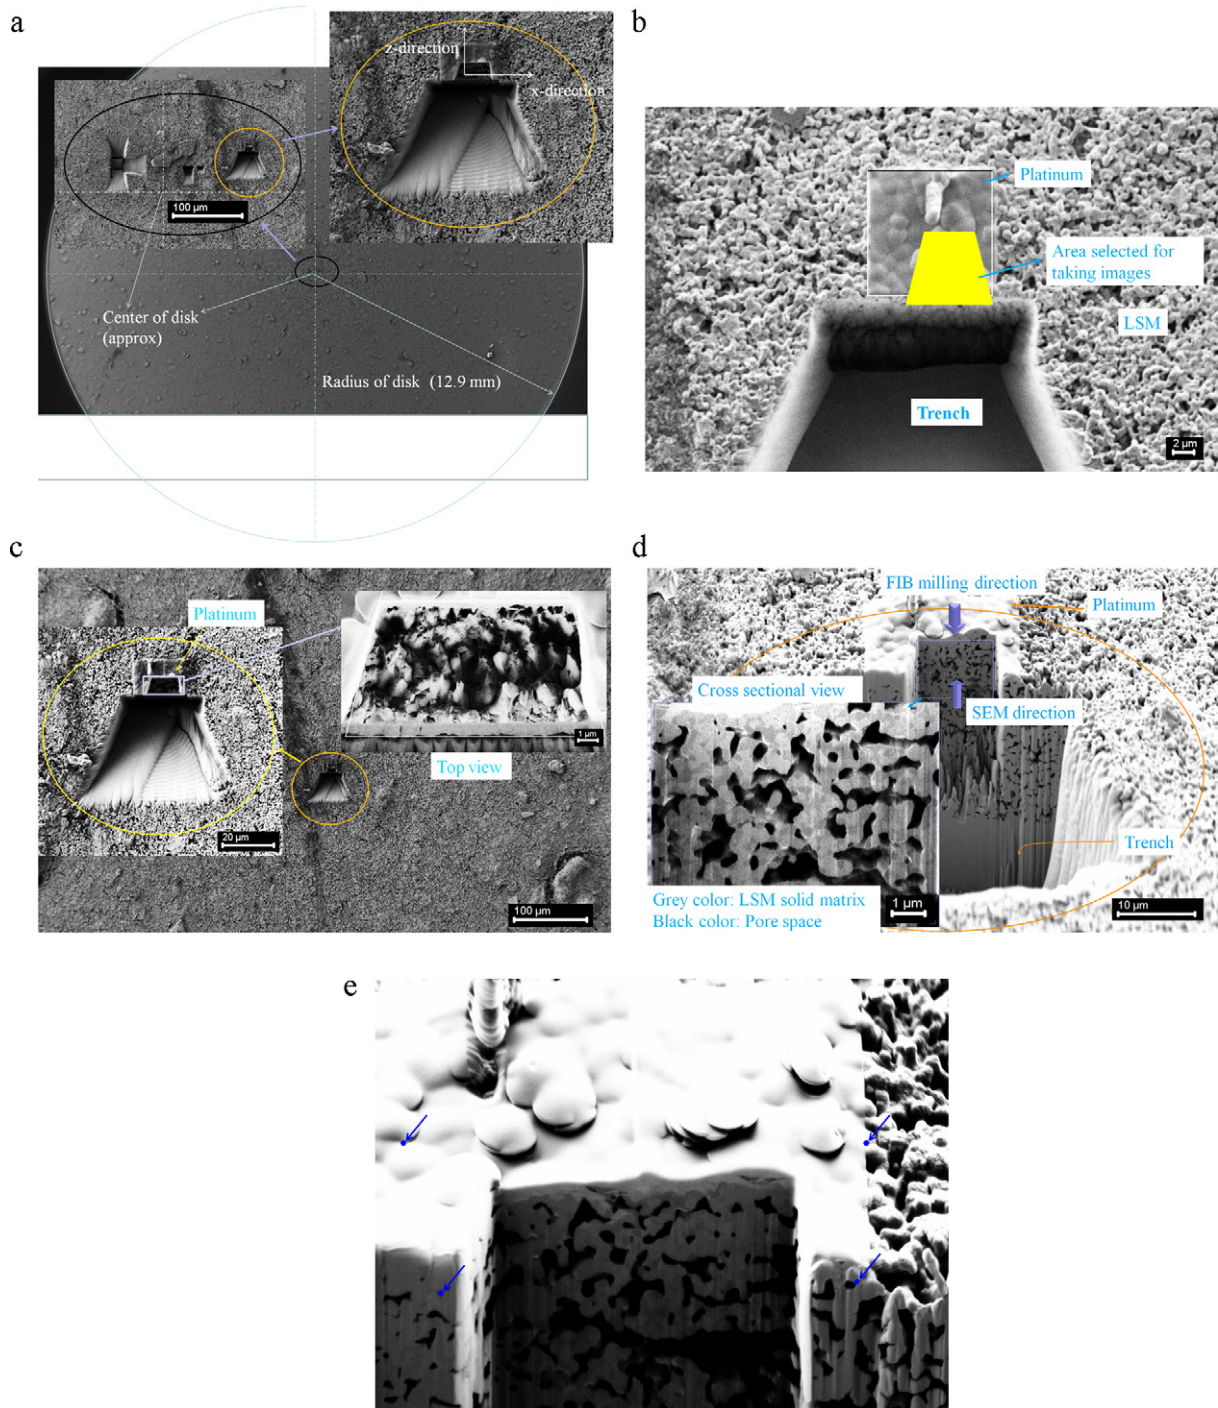 a
z-direction
x-direction
100 µm
Center of disk
(approx)
Radius of disk (12.9 mm)
b
Platinum
Area selected for
taking images
LSM
Trench
2 µm
c
Platinum
1 µm
Top view
20 µm
100 µm
d
FIB milling direction
Platinum
Cross sectional view
SEM direction
Trench
Grey color: LSM solid matrix
Black color: Pore space
1 µm
10 µm
e